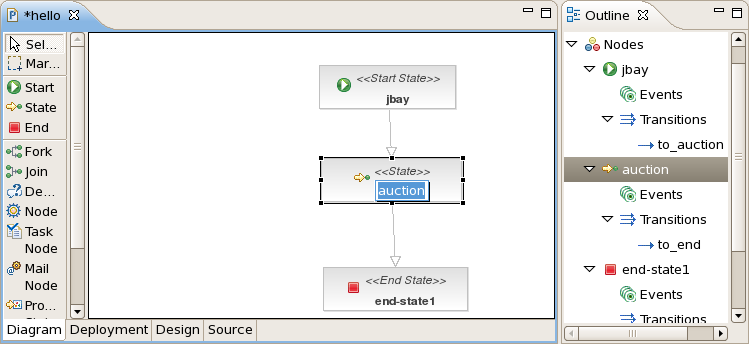 *hello
Sel...
Mar...
Start
State
End
Fork
Join
De...
Node
Task
Node
Mail
Node
Pro...
<<Start State>>
jbay
<<State>>
auction
<<End State>>
end-state1
Diagram
Deployment
Design
Source
Outline
Nodes
jbay
Events
Transitions
to_auction
auction
Events
Transitions
to_end
end-state1
Events
Transitions